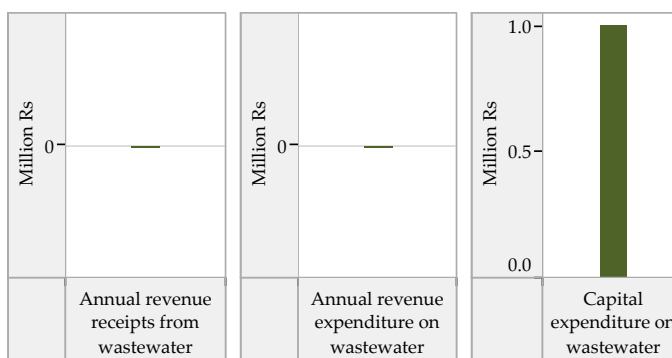 Million Rs
0
Annual revenue
receipts from
wastewater
Million Rs
0
Annual revenue
expenditure on
wastewater
Million Rs
1.0
0.5
0.0
Capital
expenditure on
wastewater